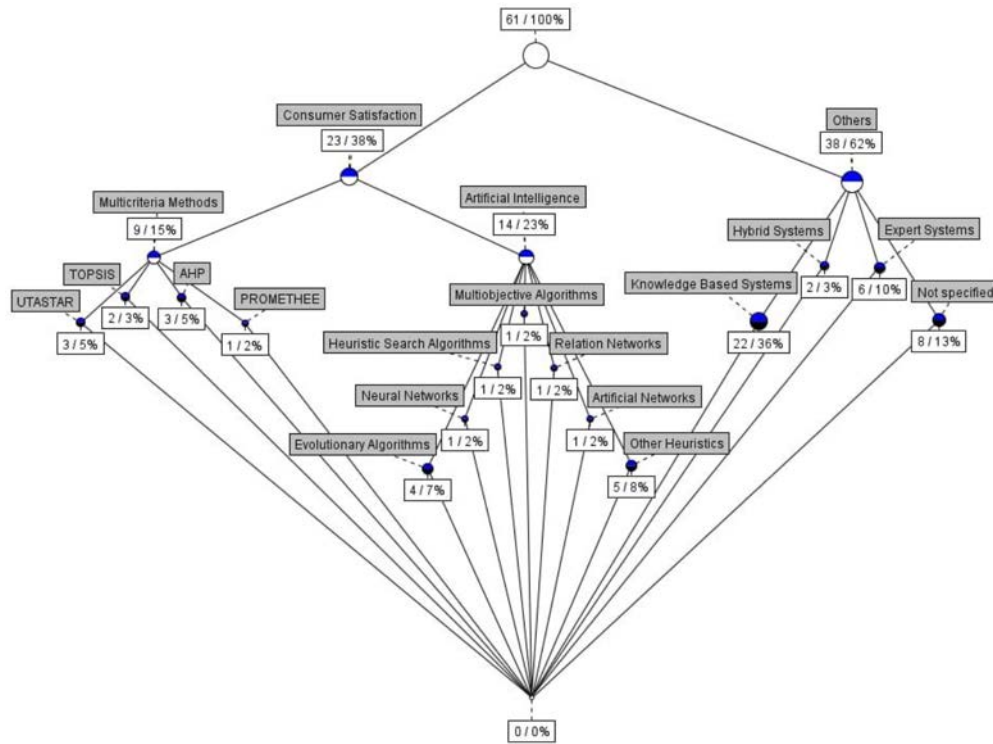 61 / 100%
Consumer Satisfaction
23 / 38%
Others
38 / 62%
Multicriteria Methods
9 / 15%
Artificial Intelligence
14 / 23%
Hybrid Systems
2 / 3%
Expert Systems
6 / 10%
TOPSIS
2 / 3%
AHP
3 / 5%
UTASTAR
3 / 5%
PROMETHEE
1 / 2%
Multiobjective Algorithms
1 / 2%
Knowledge Based Systems
22 / 36%
Not specified
8 / 13%
Heuristic Search Algorithms
1 / 2%
Relation Networks
1 / 2%
Neural Networks
1 / 2%
Artificial Networks
1 / 2%
Evolutionary Algorithms
4 / 7%
Other Heuristics
5 / 8%
0 / 0%